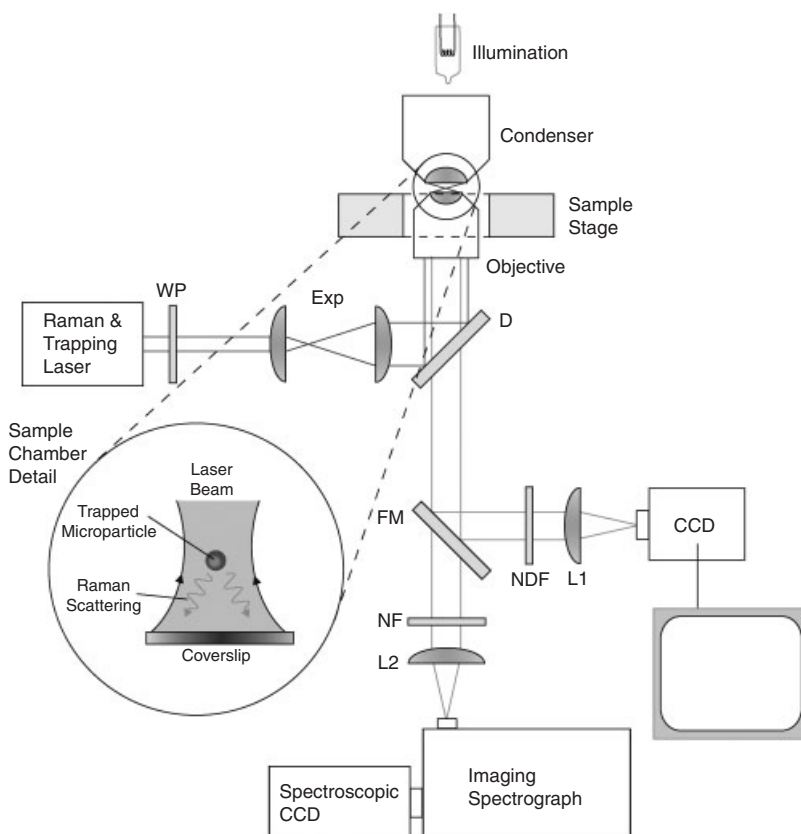 Illumination
Condenser
Sample
Stage
Objective
WP
Exp
D
Raman &
Trapping
Laser
Sample
Chamber
Detail
Laser
Beam
Trapped
Microparticle
Raman
Scattering
Coverslip
FM
NDF
L1
CCD
NF
L2
Imaging
Spectrograph
Spectroscopic
CCD